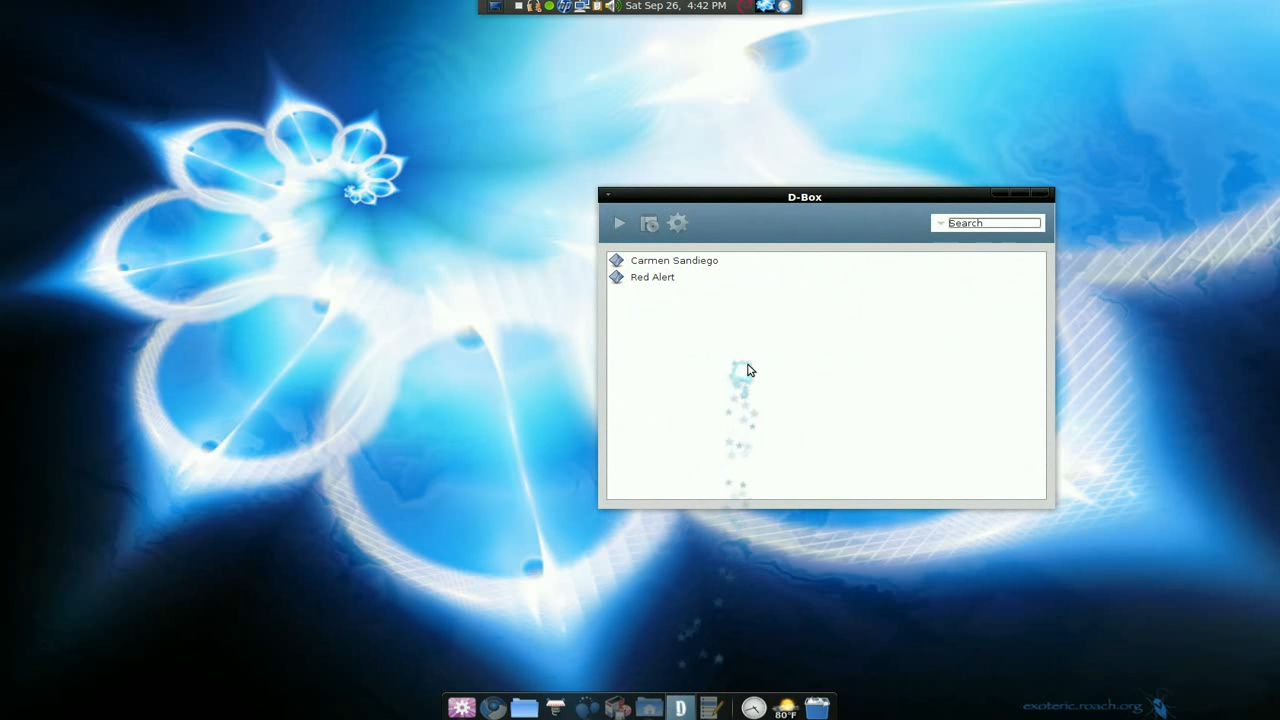 Sat Sep 26, 4:42 PM
D-Box
Search
Carmen Sandiego
Red Alert
D
80°F
exoteric.roach.org